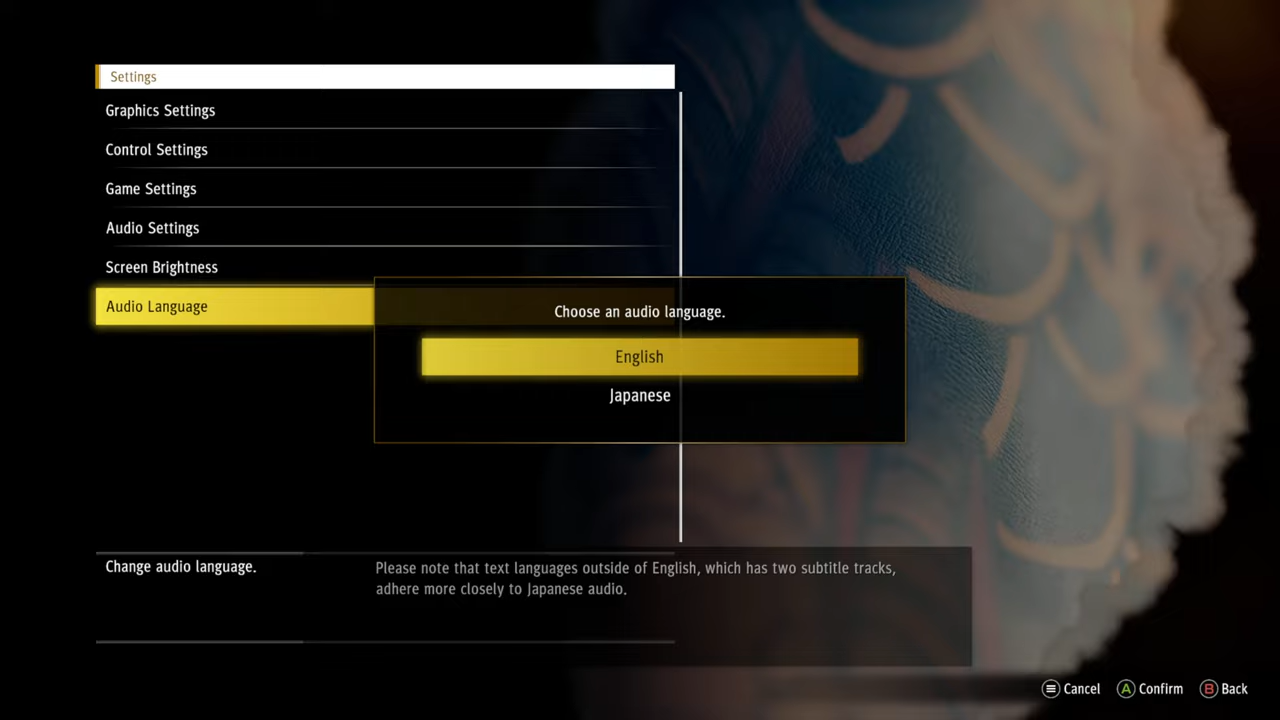 Settings
Graphics Settings
Control Settings
Game Settings
Audio Settings
Screen Brightness
Audio Language
Choose an audio language.
English
Japanese
Change audio language.
Please note that text languages outside of English, which has two subtitle tracks,
adhere more closely to Japanese audio.
Cancel A Confirm B Back